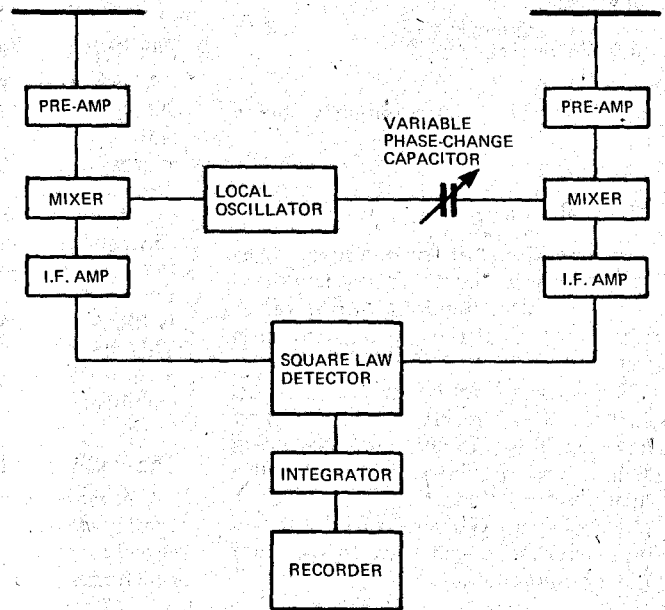 PRE-AMP
PRE-AMP
VARIABLE
PHASE-CHANGE
CAPACITOR
MIXER
LOCAL
OSCILLATOR
MIXER
I.F. AMP
I.F. AMP
SQUARE LAW
DETECTOR
INTEGRATOR
RECORDER